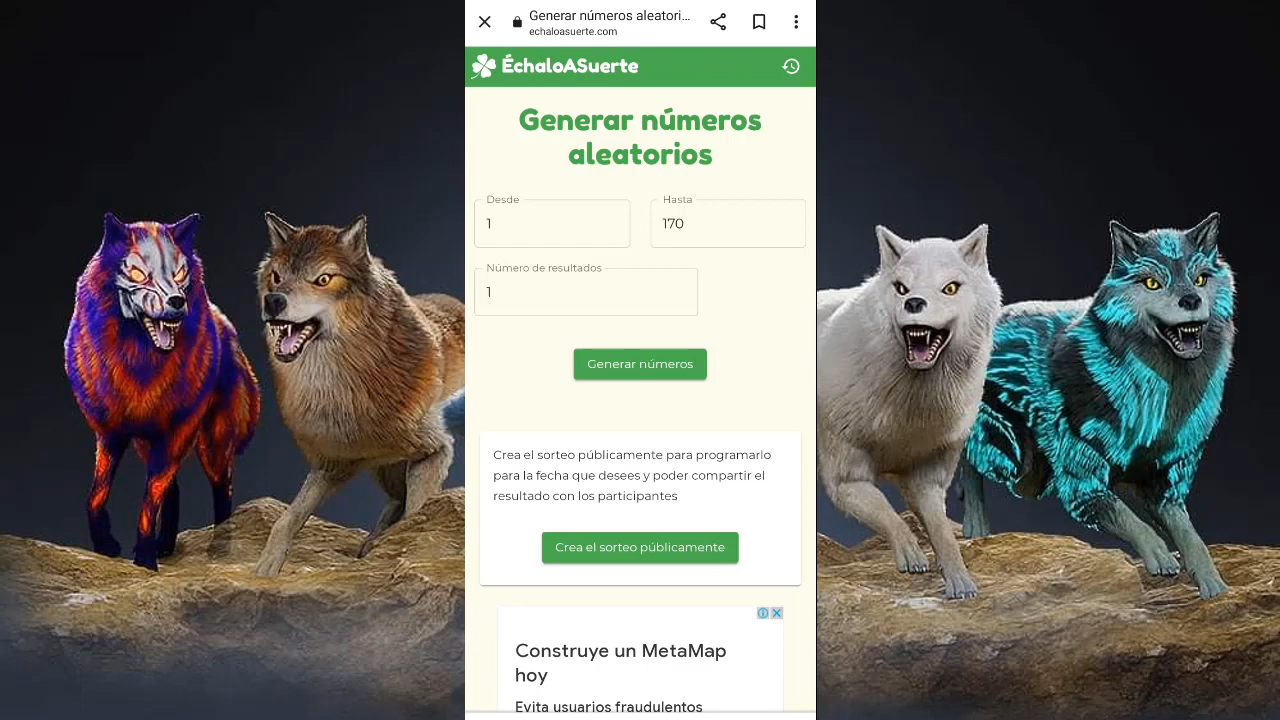 Generar números aleatori...
echaloasuerte.com
ÉchaloASuerte
Generar números
aleatorios
Desde
Hasta
1
170
Número de resultados
1
Generar números
Crea el sorteo públicamente para programarlo
para la fecha que desees y poder compartir el
resultado con los participantes
Crea el sorteo públicamente
Construye un MetaMap
hoy
Evita usuarios fraudulentos